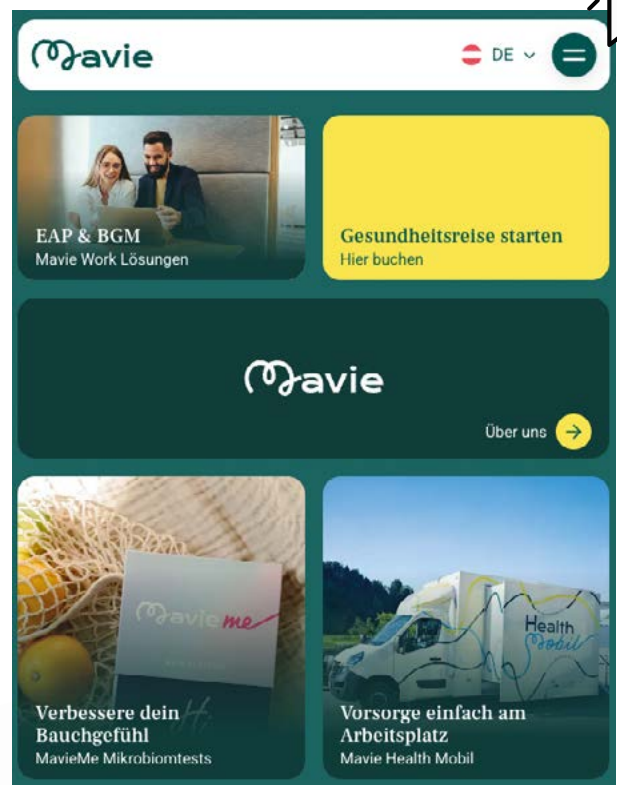 Mavie
DE
EAP & BGM
Mavie Work Lösungen
Gesundheitsreise starten
Hier buchen
Mavie
Über uns
Mavie me
Verbessere dein
Bauchgefühl
MavieMe Mikrobiomtests
Health
Mobil
Vorsorge einfach am
Arbeitsplatz
Mavie Health Mobil